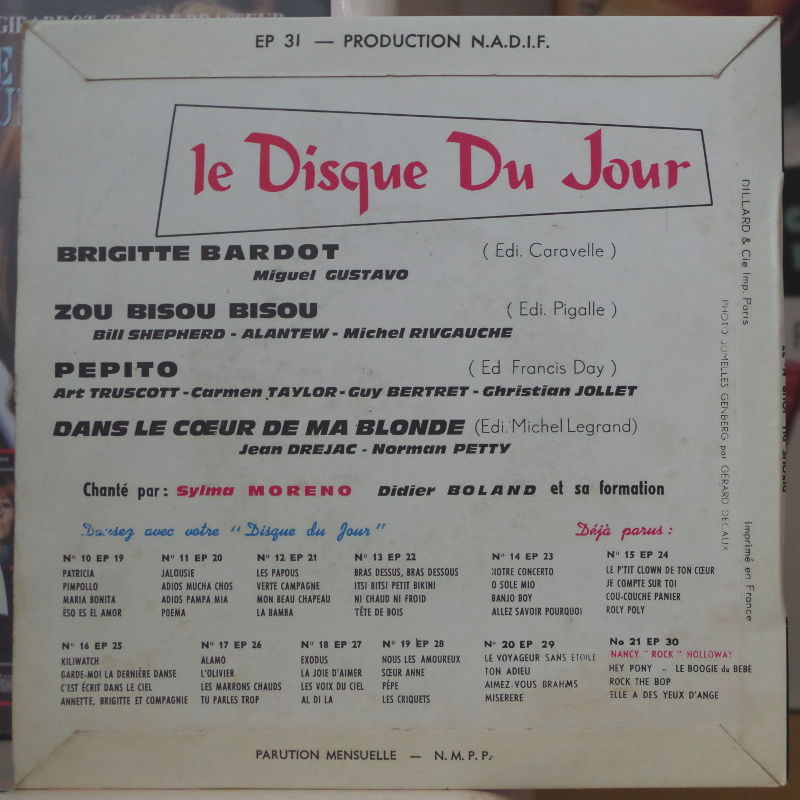 GIRARDOT CLAUDE BRASSEUR
EP 31 — PRODUCTION N.A.D.I.F.
le Disque Du Jour
BRIGITTE BARDOT (Edi. Caravelle)
Miguel GUSTAVO
ZOU BISOU BISOU (Edi. Pigalle)
Bill SHEPHERD - ALANTEW - Michel RIVGAUCHE
PEPITO (Ed Francis Day)
Art TRUSCOTT - Carmen TAYLOR - Guy BERTRET - Ghristian JOLLET
DANS LE CŒUR DE MA BLONDE (Edi. Michel Legrand)
Jean DREJAC - Norman PETTY
Chanté par : Sylma MORENO Didier BOLAND et sa formation
Dansez avec votre "Disque du Jour"
Déjà parus :
N° 10 EP 19
PATRICIA
PIMPOLLO
MARIA BONITA
ESO ES EL AMOR
N° 11 EP 20
JALOUSIE
ADIOS MUCHA CHOS
ADIOS PAMPA MIA
POEMA
N° 12 EP 21
LES PAPOUS
VERTE CAMPAGNE
MON BEAU CHAPEAU
LA BAMBA
N° 13 EP 22
BRAS DESSUS, BRAS DESSOUS
ITSI BITSI PETIT BIKINI
NI CHAUD NI FROID
TÊTE DE BOIS
N° 14 EP 23
NOTRE CONCERTO
O SOLE MIO
BANJO BOY
ALLEZ SAVOIR POURQUOI
N° 15 EP 24
LE P'TIT CLOWN DE TON CŒUR
JE COMPTE SUR TOI
COU-COUCHE PANIER
ROLY POLY
N° 16 EP 25
KILIWATCH
GARDE-MOI LA DERNIÈRE DANSE
C'EST ÉCRIT DANS LE CIEL
ANNETTE, BRIGITTE ET COMPAGNIE
N° 17 EP 26
ALAMO
L'OLIVIER
LES MARRONS CHAUDS
TU PARLES TROP
N° 18 EP 27
EXODUS
LA JOIE D'AIMER
LES VOIX DU CIEL
AL DI LA
N° 19 EP 28
NOUS LES AMOUREUX
SŒUR ANNE
PÉPE
LES CRIQUETS
N° 20 EP 29
LE VOYAGEUR SANS ETOILE
TON ADIEU
AIMEZ-VOUS BRAHMS
MISERERE
No 21 EP 30
NANCY "ROCK" HOLLOWAY
HEY PONY - LE BOOGIE du BEBE
ROCK THE BOP
ELLE A DES YEUX D'ANGE
DILLARD & Cie Imp. Paris
Imprimé en France
PHOTO JUMELLES GENBERG par GERARD DECAUX
PARUTION MENSUELLE — N.M.P.P.